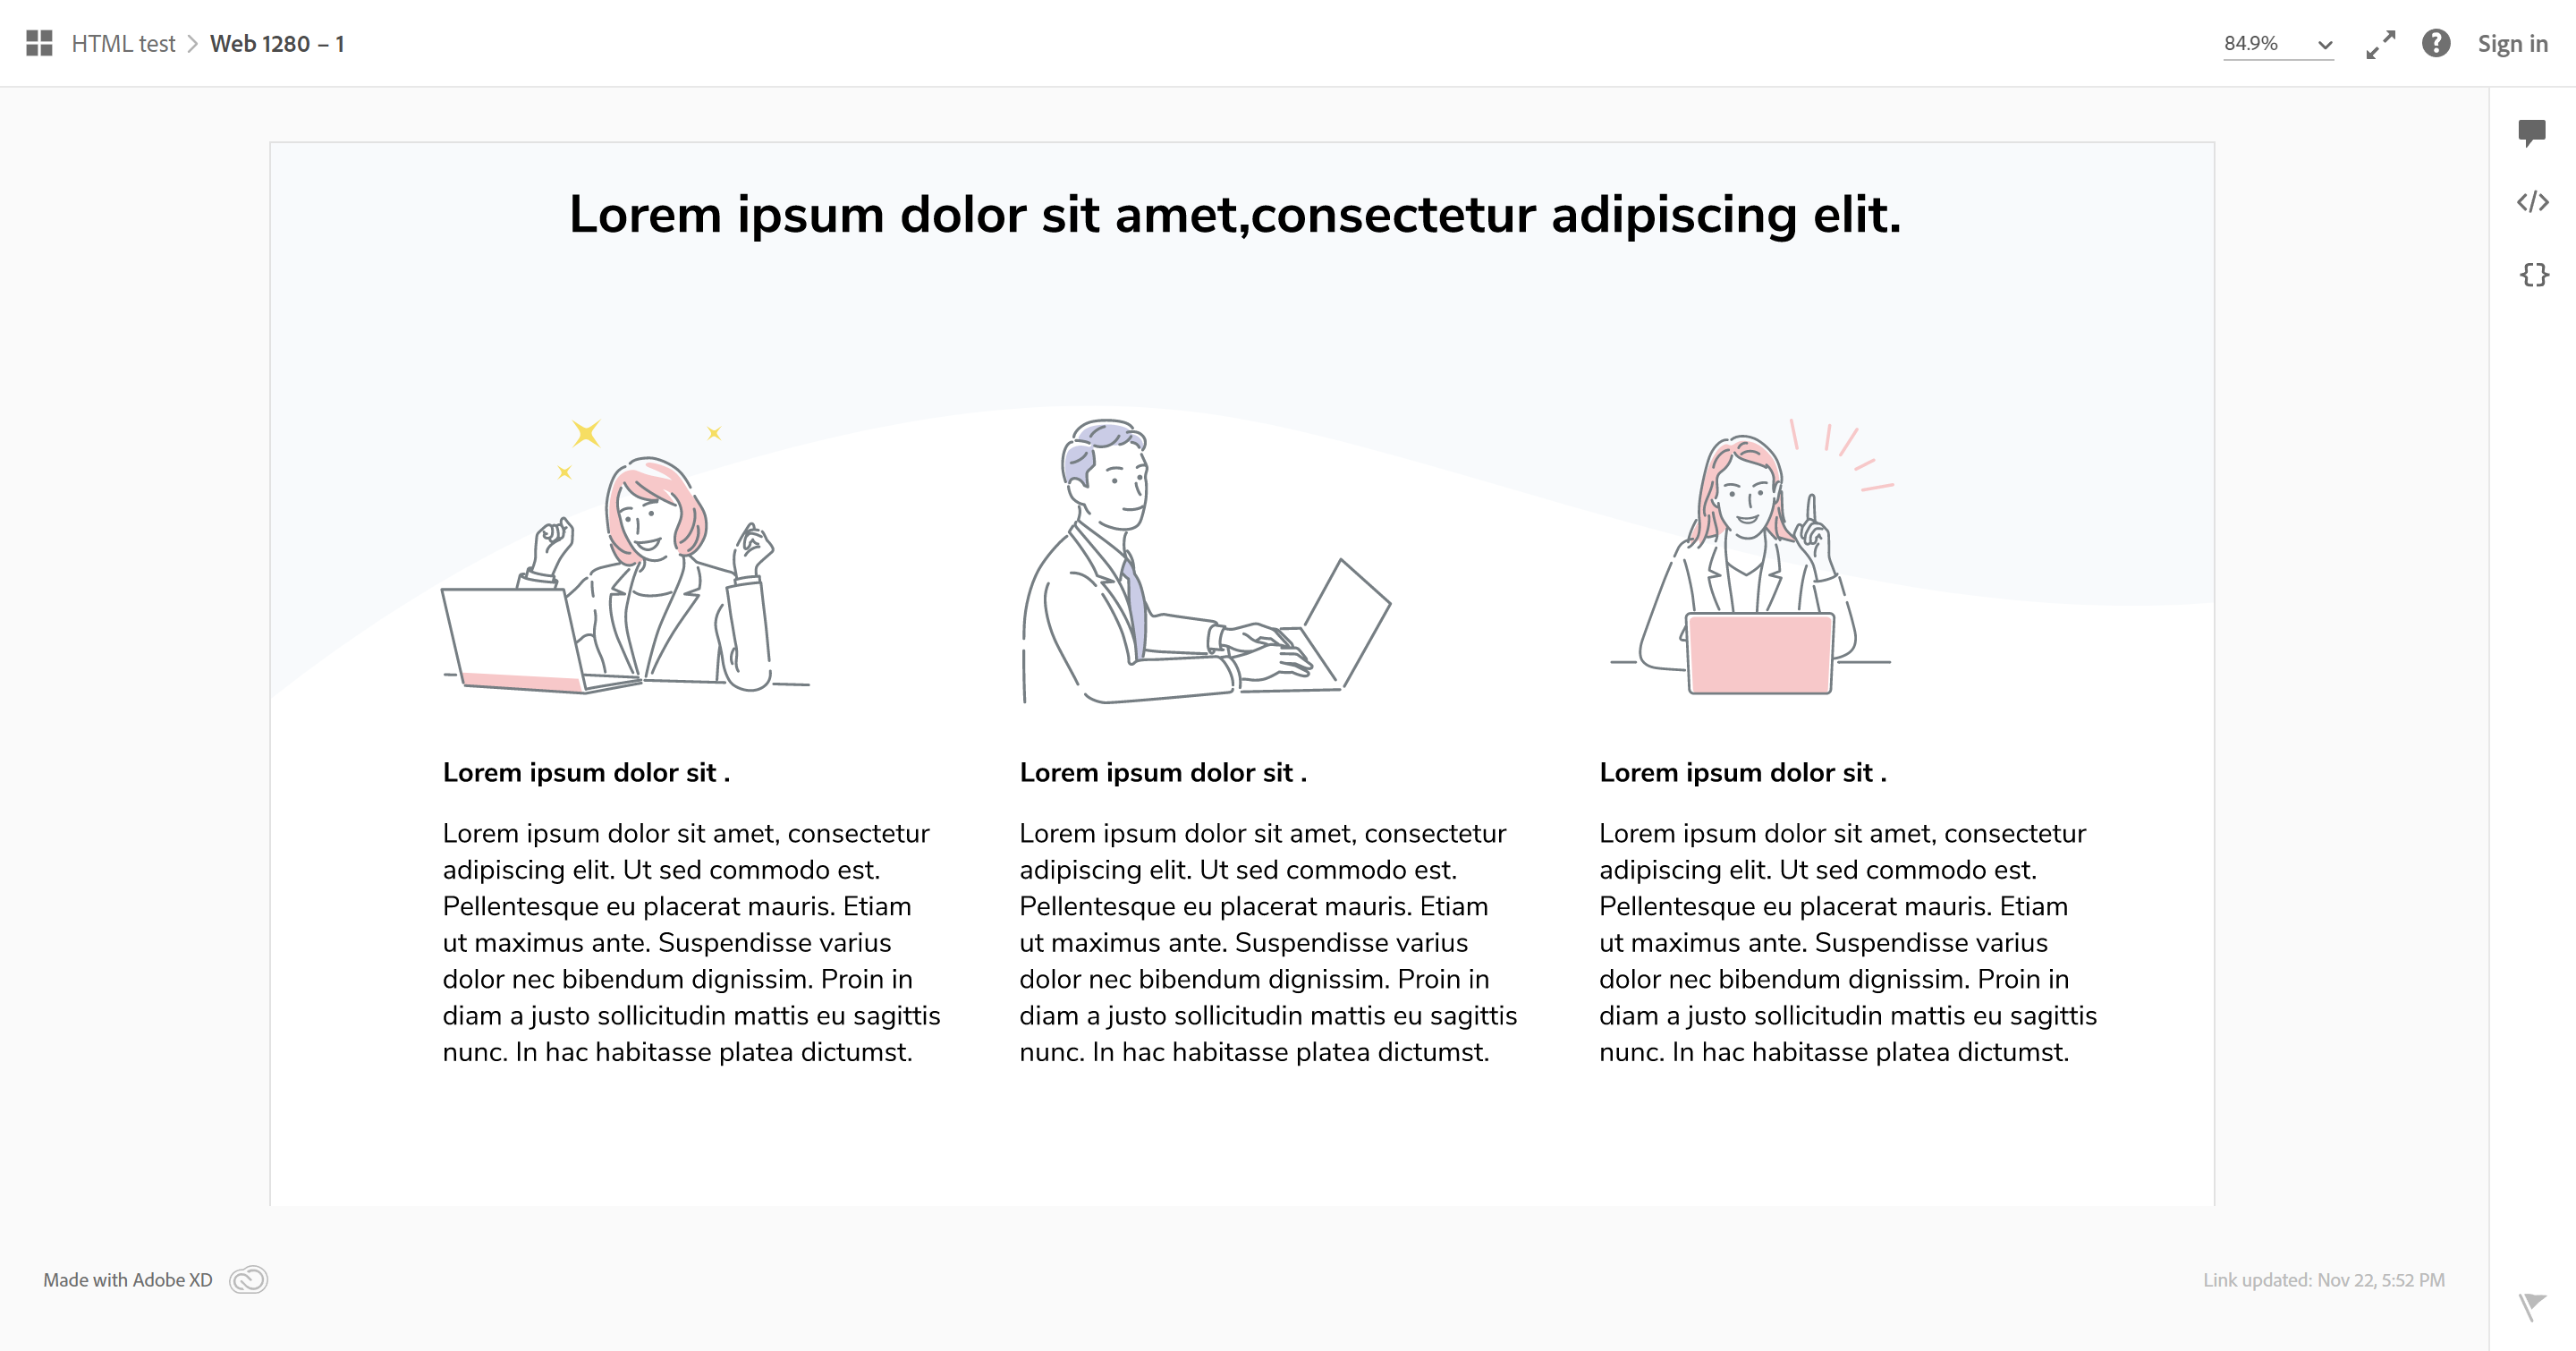 HTML test > Web 1280 – 1
84.9%
Sign in
Lorem ipsum dolor sit amet,consectetur adipiscing elit.
Lorem ipsum dolor sit .
Lorem ipsum dolor sit amet, consectetur
adipiscing elit. Ut sed commodo est.
Pellentesque eu placerat mauris. Etiam
ut maximus ante. Suspendisse varius
dolor nec bibendum dignissim. Proin in
diam a justo sollicitudin mattis eu sagittis
nunc. In hac habitasse platea dictumst.
Lorem ipsum dolor sit .
Lorem ipsum dolor sit amet, consectetur
adipiscing elit. Ut sed commodo est.
Pellentesque eu placerat mauris. Etiam
ut maximus ante. Suspendisse varius
dolor nec bibendum dignissim. Proin in
diam a justo sollicitudin mattis eu sagittis
nunc. In hac habitasse platea dictumst.
Lorem ipsum dolor sit .
Lorem ipsum dolor sit amet, consectetur
adipiscing elit. Ut sed commodo est.
Pellentesque eu placerat mauris. Etiam
ut maximus ante. Suspendisse varius
dolor nec bibendum dignissim. Proin in
diam a justo sollicitudin mattis eu sagittis
nunc. In hac habitasse platea dictumst.
Made with Adobe XD
Link updated: Nov 22, 5:52 PM